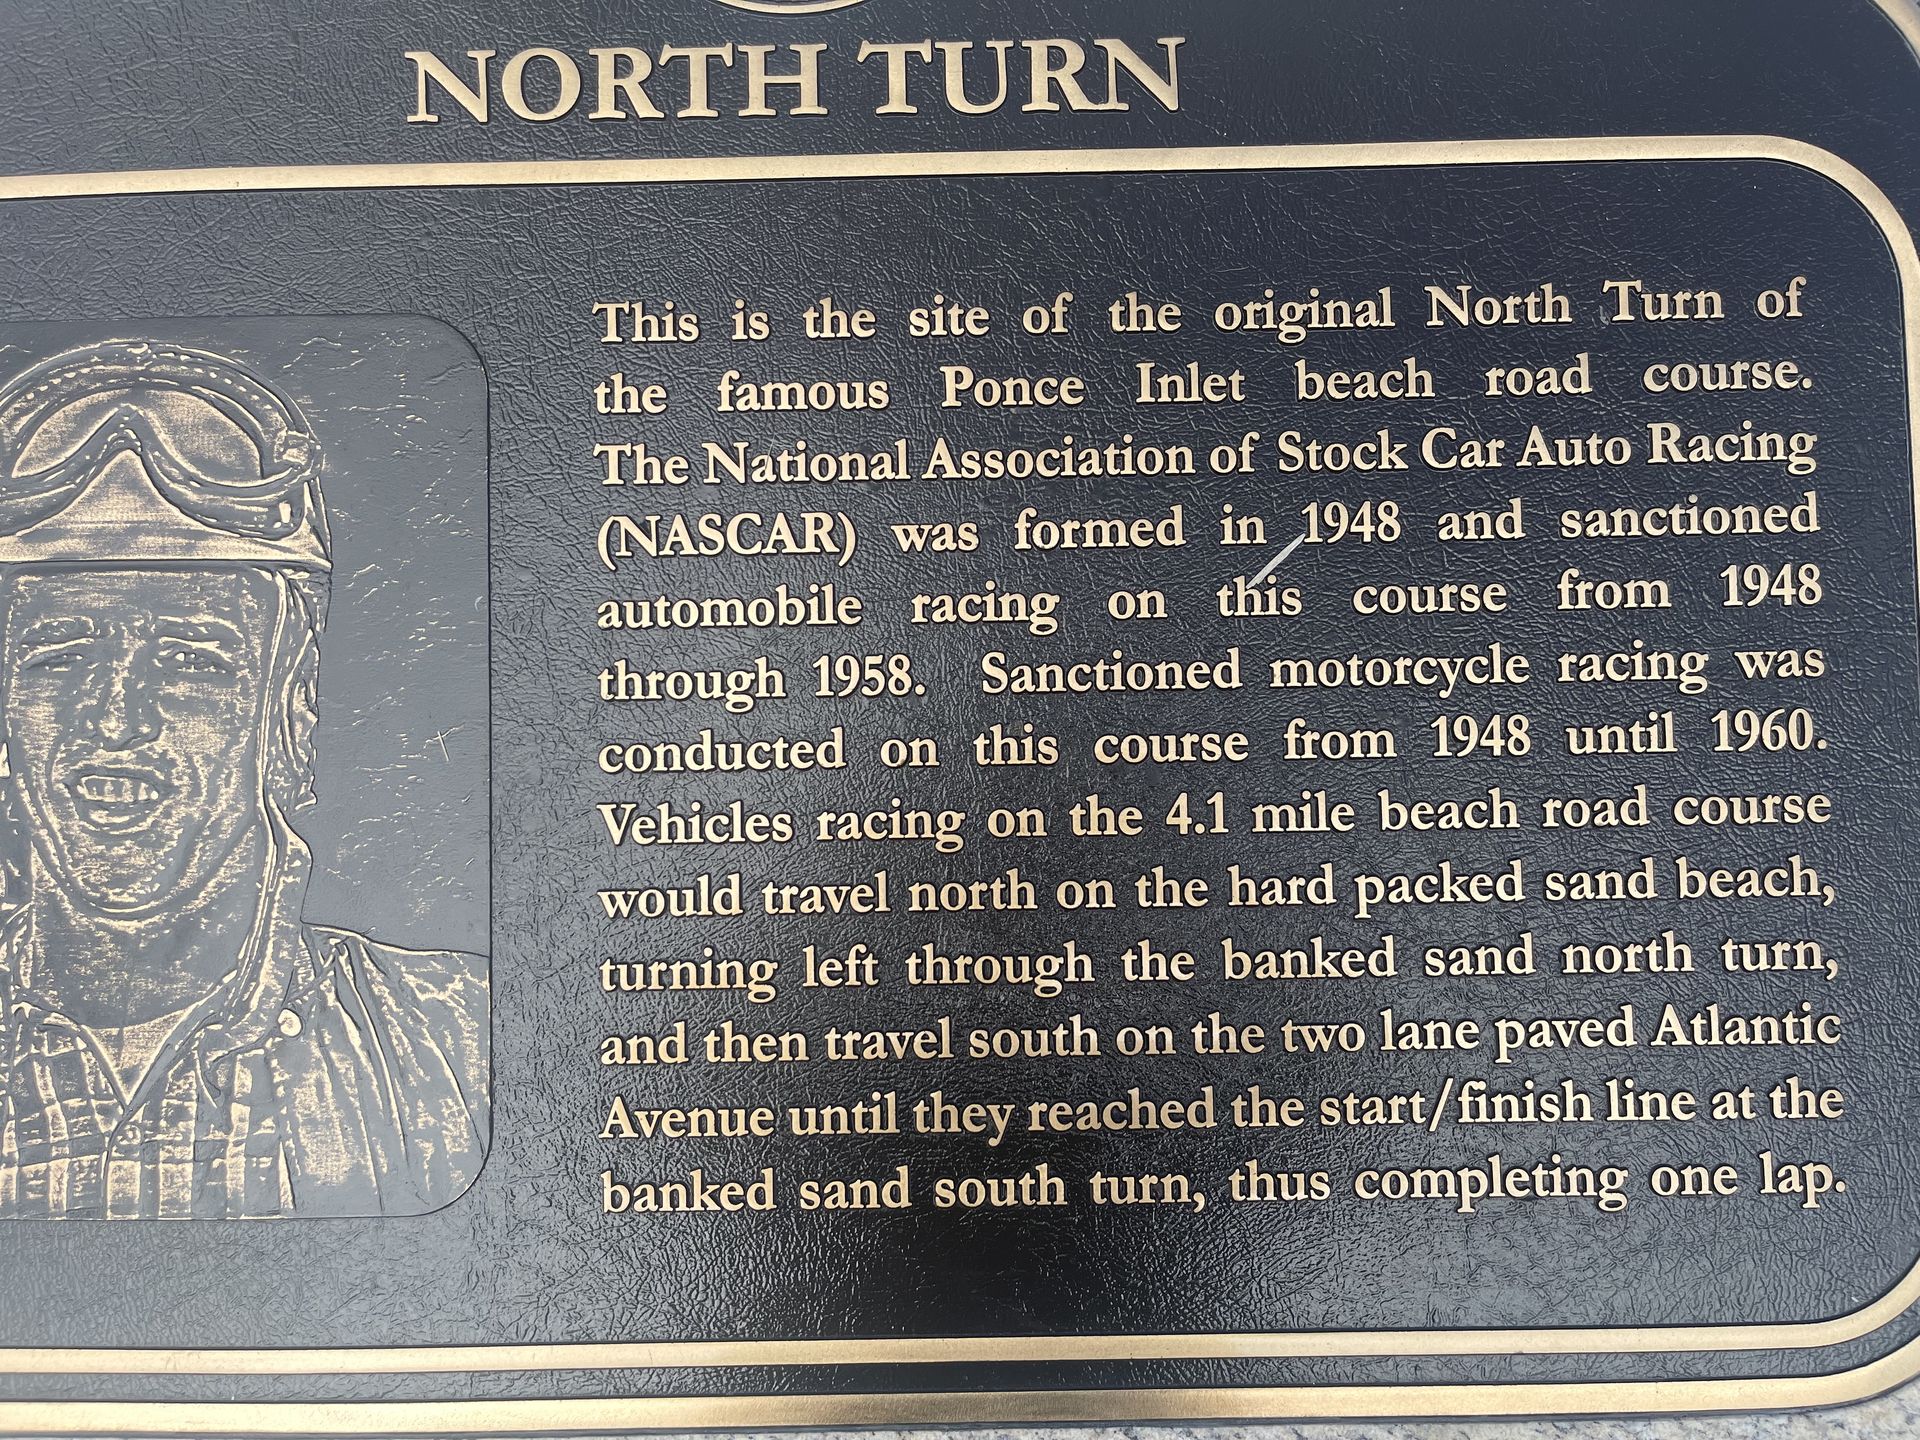 NORTH TURN
This is the site of the original North Turn of
the famous Ponce Inlet beach road course.
The National Association of Stock Car Auto Racing
(NASCAR) was formed in 1948 and sanctioned
automobile racing on this course from 1948
through 1958. Sanctioned motorcycle racing was
conducted on this course from 1948 until 1960.
Vehicles racing on the 4.1 mile beach road course
would travel north on the hard packed sand beach,
turning left through the banked sand north turn,
and then travel south on the two lane paved Atlantic
Avenue until they reached the start/finish line at the
banked sand south turn, thus completing one lap.